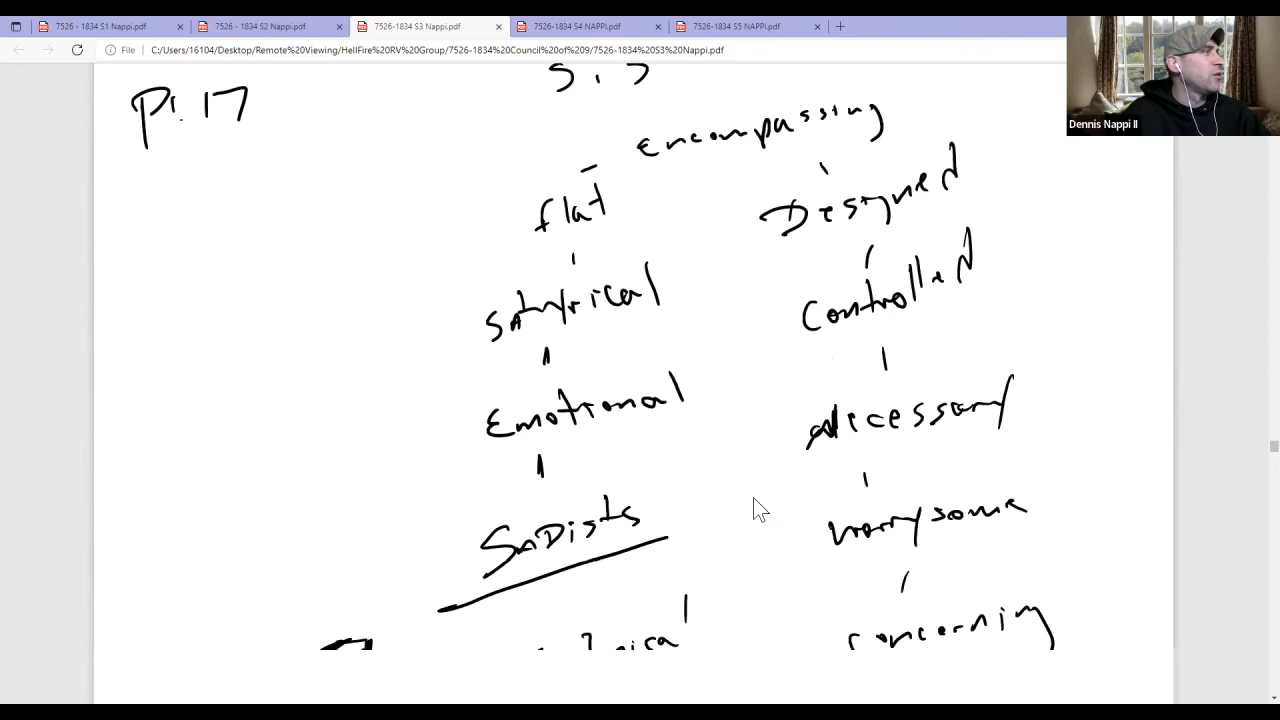 7526 - 1834 S1 Nappi.pdf
7526 - 1834 S2 Nappi.pdf
7526-1834 S3 Nappi.pdf
7526-1834 S4 NAPPI.pdf
7526-1834 S5 NAPPI.pdf
File C:/Users/16104/Desktop/Remote%20Viewing/HellFire%20RV%20Group/7526-1834%20Council%20of%209/7526-1834%20S3%20Nappi.pdf
Dennis Nappi II
P. 17
Encompassing
flat
Designed
satyrical
Controlled
Emotional
Necessary
SADists
worrysome
Concerning